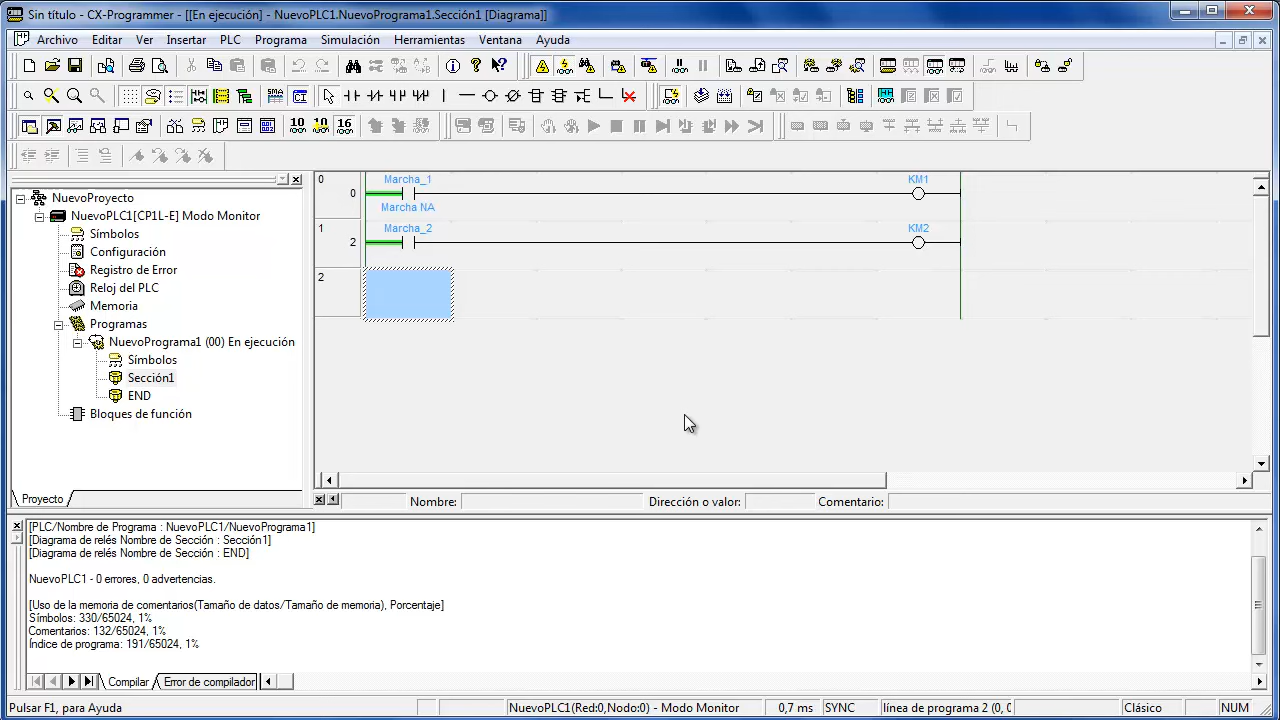 Sin título - CX-Programmer - [[En ejecución] - NuevoPLC1.NuevoPrograma1.Sección1 [Diagrama]]
Archivo Editar Ver Insertar PLC Programa Simulación Herramientas Ventana Ayuda
SMA
10 10 16
NuevoProyecto
NuevoPLC1[CP1L-E] Modo Monitor
Símbolos
Configuración
Registro de Error
Reloj del PLC
Memoria
Programas
NuevoPrograma1 (00) En ejecución
Símbolos
Sección1
END
Bloques de función
Proyecto
0 Marcha_1 KM1
0
Marcha NA
1 Marcha_2 KM2
2
2
Nombre: Dirección o valor: Comentario:
[PLC/Nombre de Programa : NuevoPLC1/NuevoPrograma1]
[Diagrama de relés Nombre de Sección : Sección1]
[Diagrama de relés Nombre de Sección : END]
NuevoPLC1 - 0 errores, 0 advertencias.
[Uso de la memoria de comentarios(Tamaño de datos/Tamaño de memoria), Porcentaje]
Símbolos: 330/65024, 1%
Comentarios: 132/65024, 1%
Índice de programa: 191/65024, 1%
Compilar Error de compilador
Pulsar F1, para Ayuda NuevoPLC1(Red:0,Nodo:0) - Modo Monitor 0,7 ms SYNC línea de programa 2 (0, 0 Clásico NUM